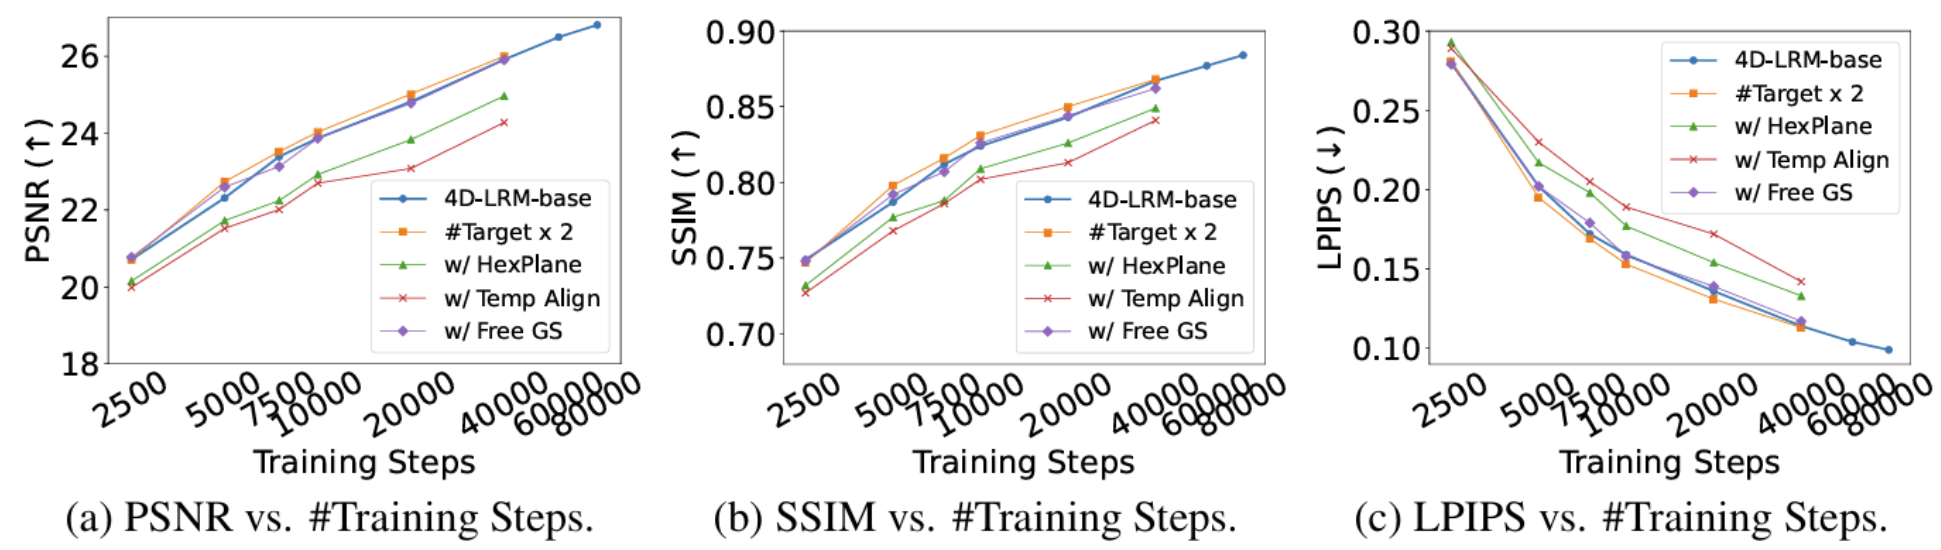 PSNR (↑)
26
24
22
20
18
4D-LRM-base
#Target x 2
w/ HexPlane
w/ Temp Align
w/ Free GS
2500 5000 7500 10000 20000 40000 60000 80000
Training Steps
(a) PSNR vs. #Training Steps.
SSIM (↑)
0.90
0.85
0.80
0.75
0.70
4D-LRM-base
#Target x 2
w/ HexPlane
w/ Temp Align
w/ Free GS
2500 5000 7500 10000 20000 40000 60000 80000
Training Steps
(b) SSIM vs. #Training Steps.
LPIPS (↓)
0.30
0.25
0.20
0.15
0.10
4D-LRM-base
#Target x 2
w/ HexPlane
w/ Temp Align
w/ Free GS
2500 5000 7500 10000 20000 40000 60000 80000
Training Steps
(c) LPIPS vs. #Training Steps.